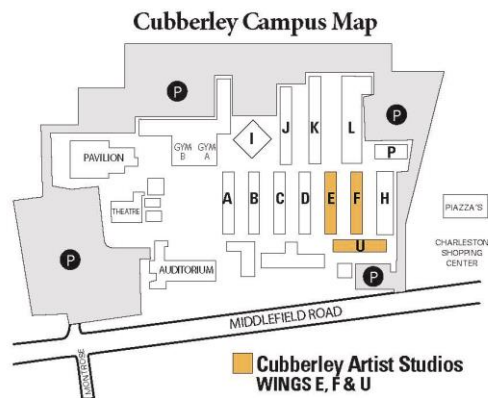 Cubberley Campus Map
P
P
I
J
K
L
P
GYM
B
GYM
A
PAVILION
THEATRE
A
B
C
D
E
F
H
U
PIAZZA'S
CHARLESTON
SHOPPING
CENTER
P
AUDITORIUM
P
MIDDLEFIELD ROAD
MONTROSE
Cubberley Artist Studios
WINGS E, F & U